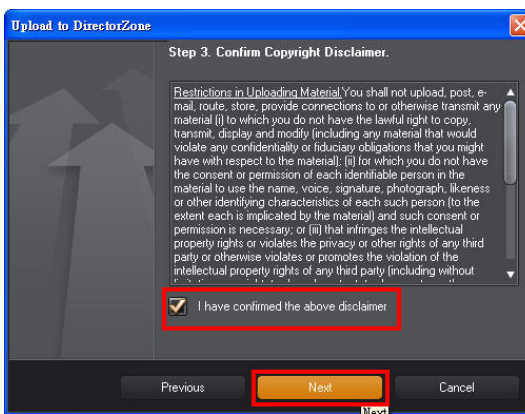 Upload to DirectorZone
Step 3. Confirm Copyright Disclaimer.
Restrictions in Uploading Material.You shall not upload, post, e-
mail, route, store, provide connections to or otherwise transmit any
material (i) to which you do not have the lawful right to copy,
transmit, display and modify (including any material that would
violate any confidentiality or fiduciary obligations that you might
have with respect to the material); (ii) for which you do not have
the consent or permission of each identifiable person in the
material to use the name, voice, signature, photograph, likeness
or other identifying characteristics of each such person (to the
extent each is implicated by the material) and such consent or
permission is necessary; or (iii) that infringes the intellectual
property rights or violates the privacy or other rights of any third
party or otherwise violates or promotes the violation of the
intellectual property rights of any third party (including without
I have confirmed the above disclaimer
Previous
Next
Cancel
Next